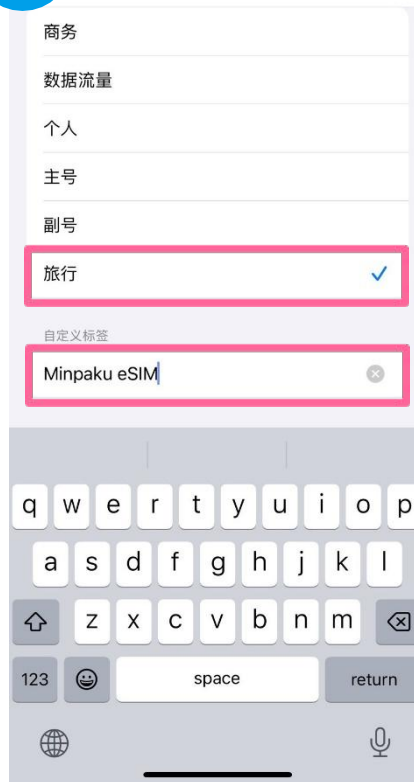 商务
数据流量
个人
主号
副号
旅行
自定义标签
Minpaku eSIM
q w e r t y u i o p
a s d f g h j k l
z x c v b n m
123 space return